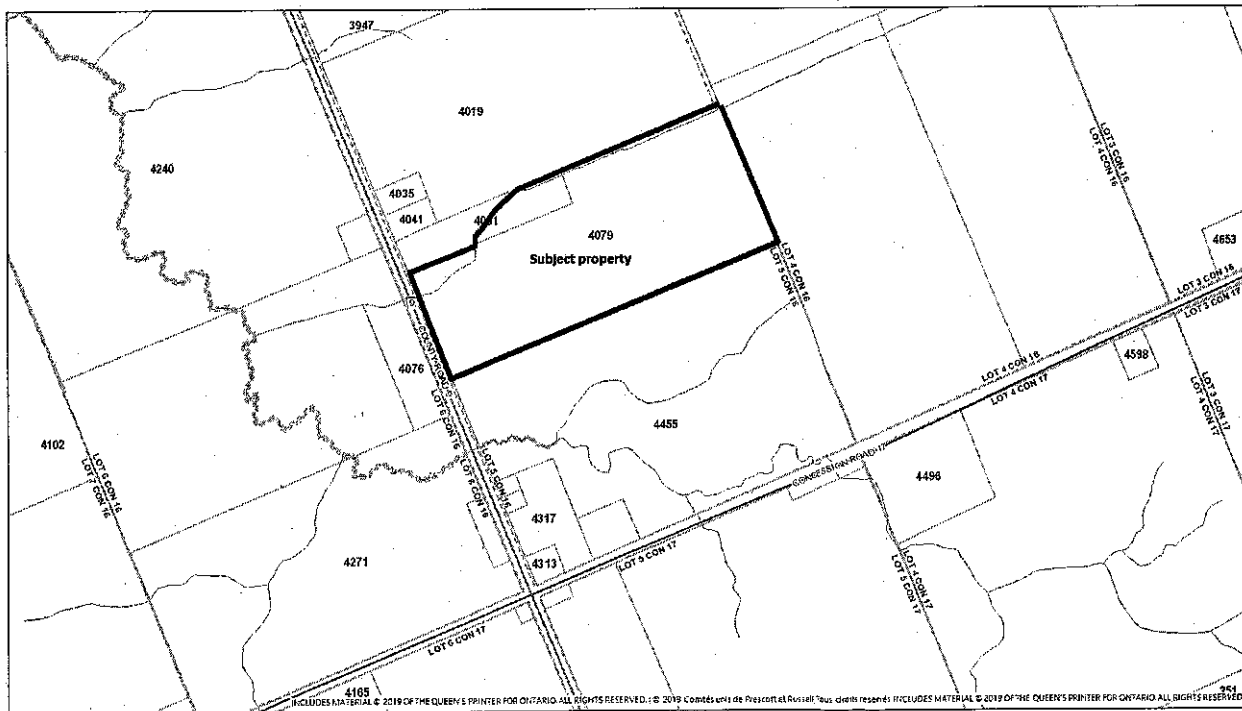 3947
4019
4240
4035
4041
4079
Subject property
LOT 3 CON 16
LOT 4 CON 16
4653
LOT 4 CON 16
LOT 5 CON 16
LOT 3 CON 16
LOT 3 CON 17
COUNTY ROAD
4076
LOT 6 CON 16
4598
LOT 4 CON 16
LOT 4 CON 17
LOT 3 CON 17
LOT 4 CON 17
4102
LOT 6 CON 16
LOT 7 CON 16
4455
LOT 5 CON 16
LOT 6 CON 16
CONCESSION ROAD 17
4496
4317
4271
4313
LOT 5 CON 17
LOT 4 CON 17
LOT 5 CON 17
LOT 6 CON 17
4165
INCLUDES MATERIAL © 2019 OF THE QUEEN'S PRINTER FOR ONTARIO. ALL RIGHTS RESERVED. © 2019 Comtés unis de Prescott et Russell Tous droits reservés INCLUDES MATERIAL © 2019 OF THE QUEEN'S PRINTER FOR ONTARIO. ALL RIGHTS RESERVED